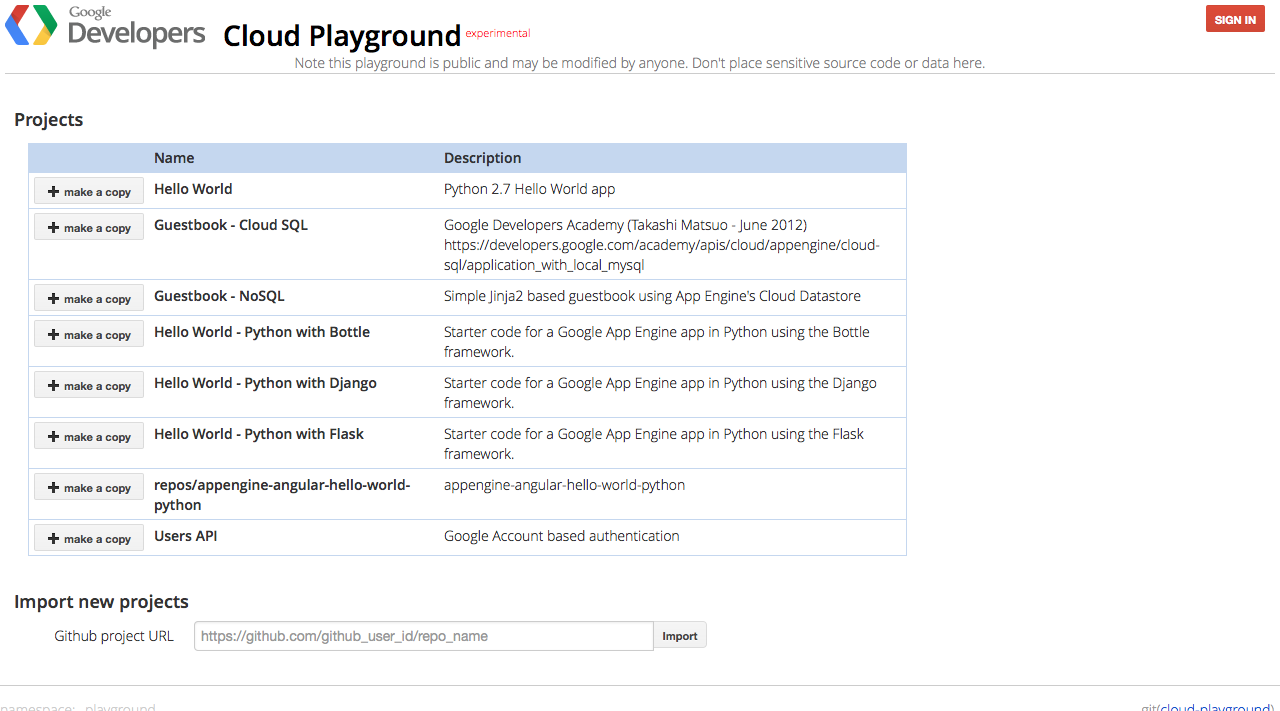 Google
Developers Cloud Playground experimental
SIGN IN
Note this playground is public and may be modified by anyone. Don't place sensitive source code or data here.
Projects
Name Description
make a copy Hello World Python 2.7 Hello World app
make a copy Guestbook - Cloud SQL Google Developers Academy (Takashi Matsuo - June 2012)
https://developers.google.com/academy/apis/cloud/appengine/cloud-
sql/application_with_local_mysql
make a copy Guestbook - NoSQL Simple Jinja2 based guestbook using App Engine's Cloud Datastore
make a copy Hello World - Python with Bottle Starter code for a Google App Engine app in Python using the Bottle
framework.
make a copy Hello World - Python with Django Starter code for a Google App Engine app in Python using the Django
framework.
make a copy Hello World - Python with Flask Starter code for a Google App Engine app in Python using the Flask
framework.
make a copy repos/appengine-angular-hello-world- appengine-angular-hello-world-python
python
make a copy Users API Google Account based authentication
Import new projects
Github project URL https://github.com/github_user_id/repo_name Import
namespace: playground git(cloud-playground)